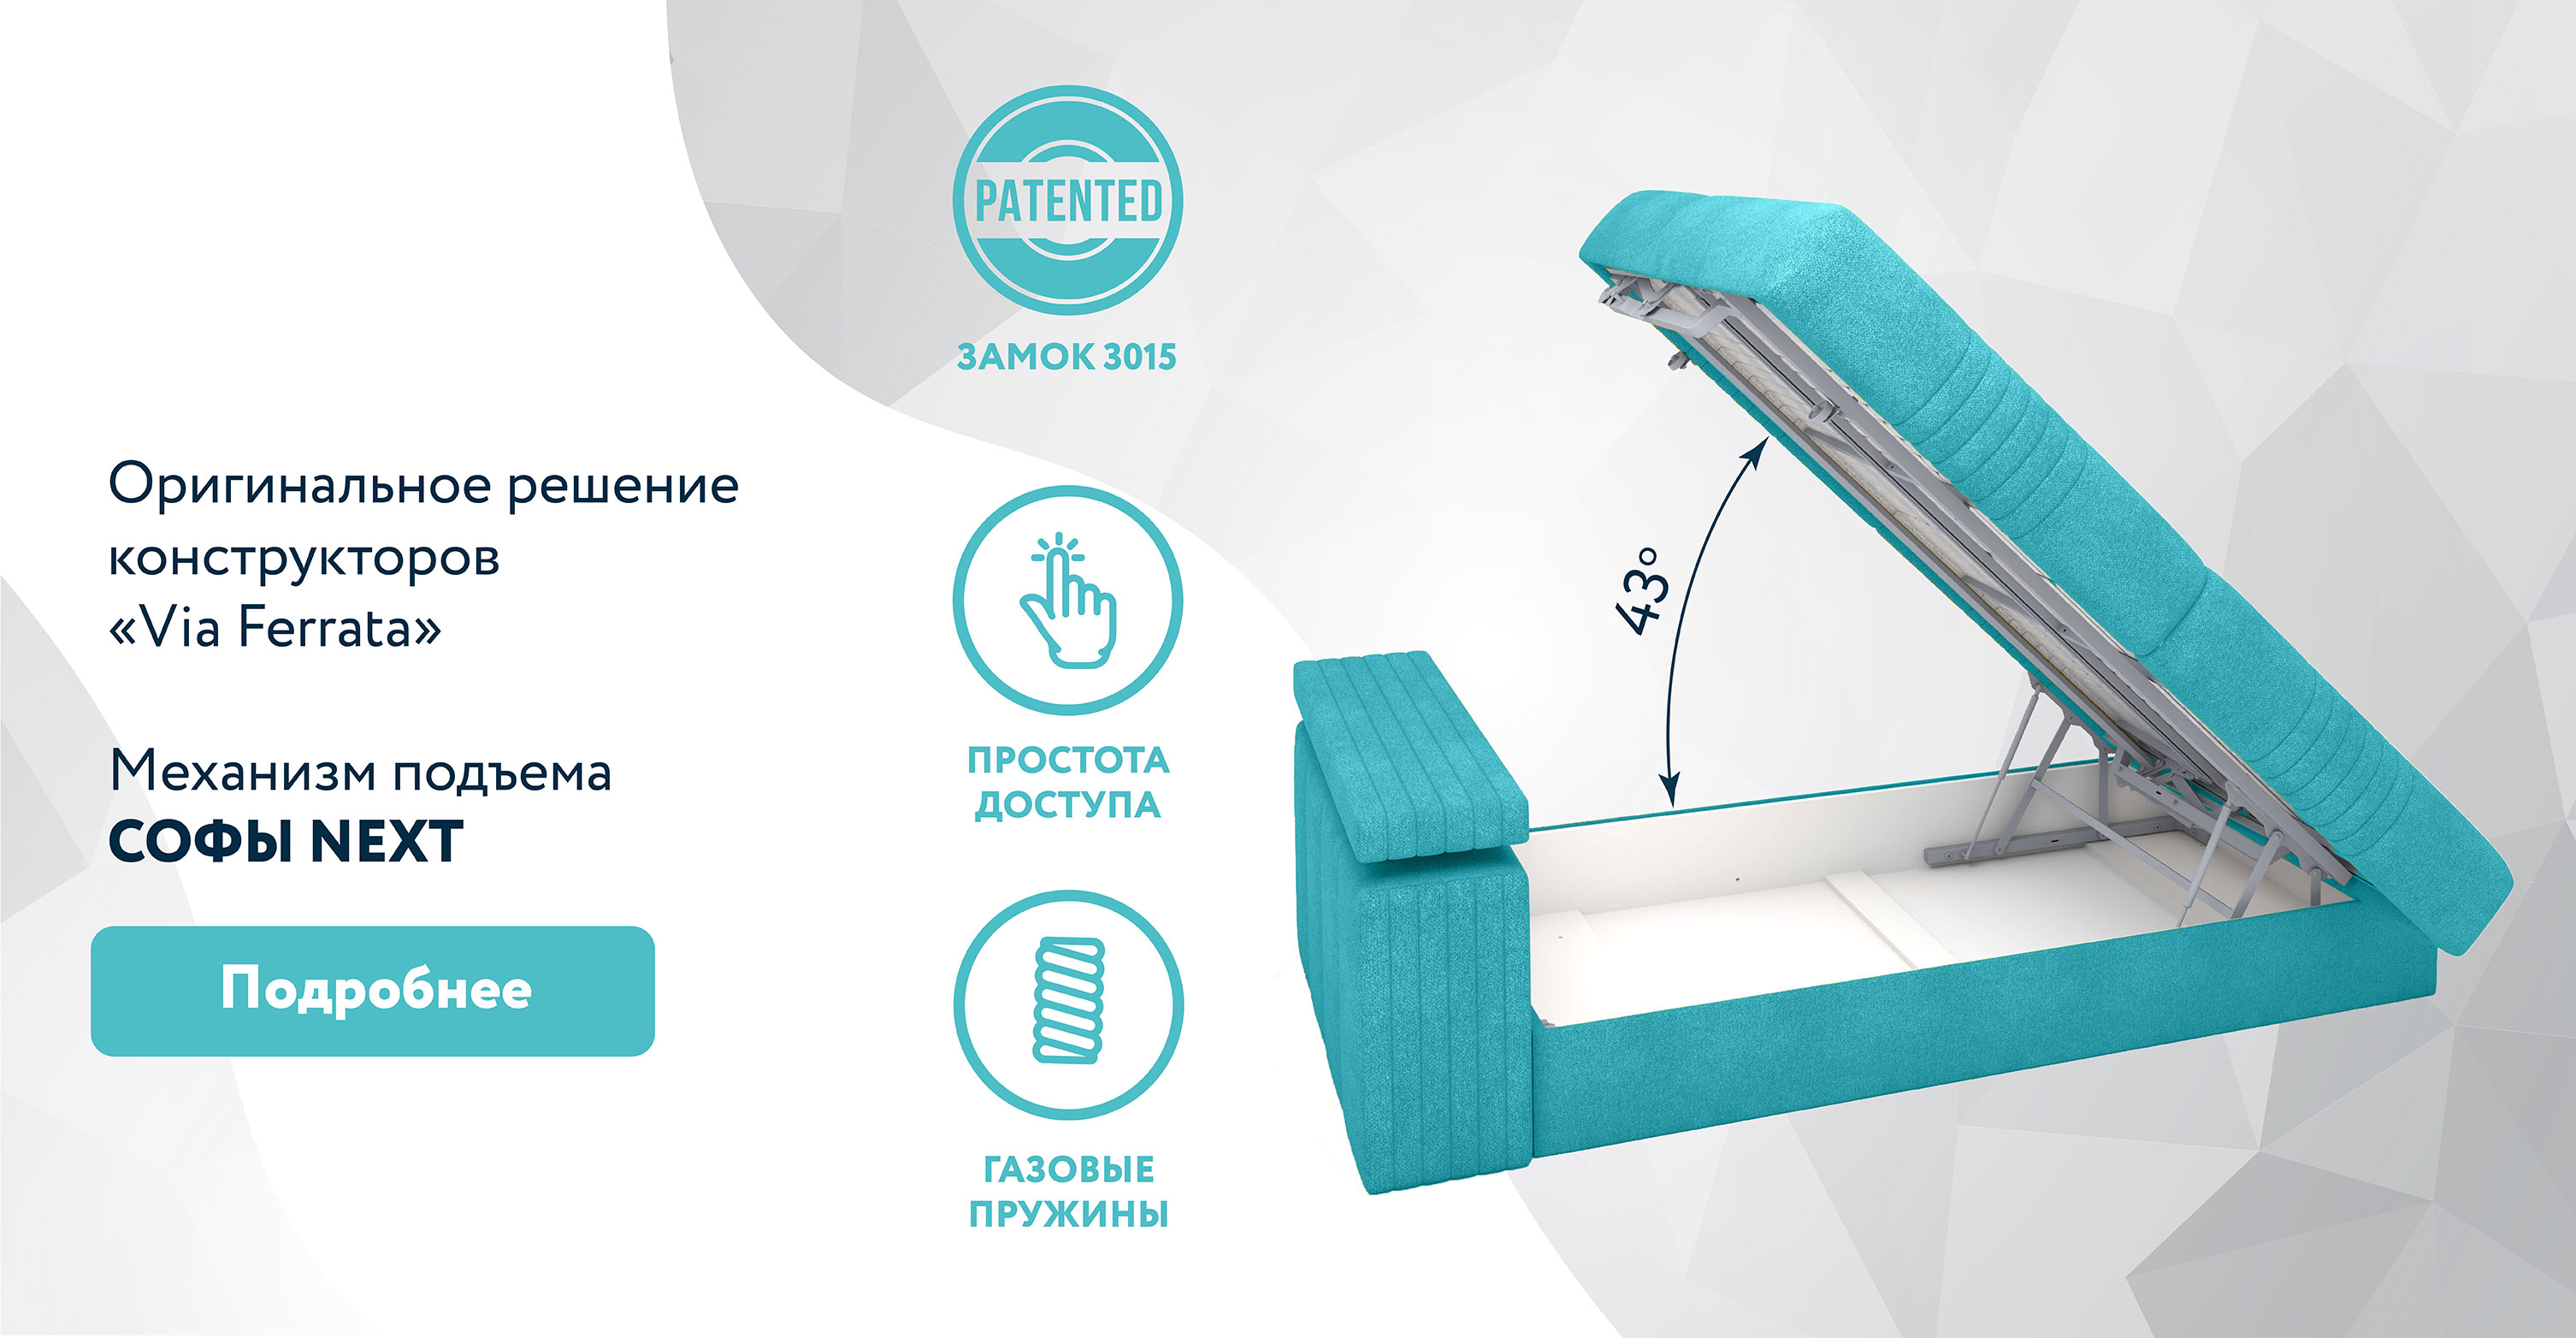 Оригинальное решение
конструкторов
«Via Ferrata»
Механизм подъема
СОФЫ NEXT
Подробнее
PATENTED
ЗАМОК 3015
ПРОСТОТА
ДОСТУПА
ГАЗОВЫЕ
ПРУЖИНЫ
43°